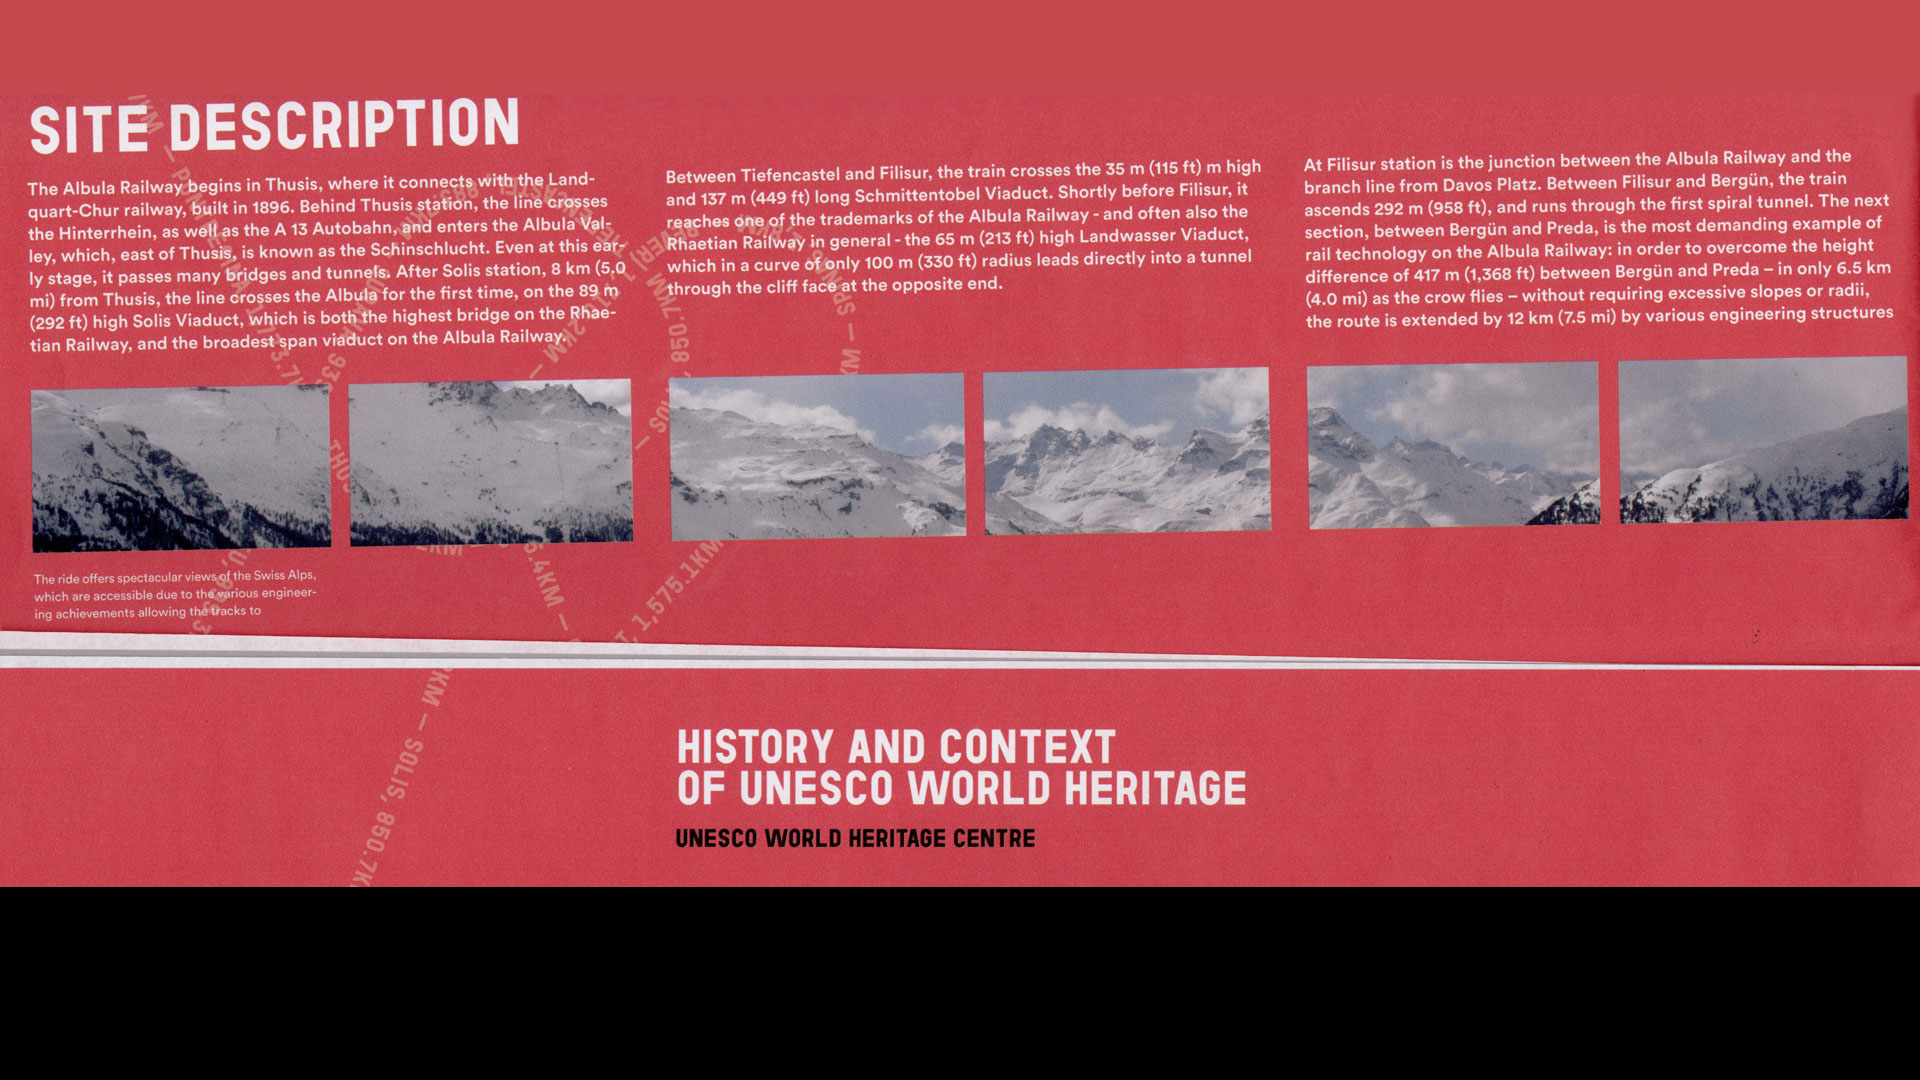 SITE DESCRIPTION
The Albula Railway begins in Thusis, where it connects with the Land-
quart-Chur railway, built in 1896. Behind Thusis station, the line crosses
the Hinterrhein, as well as the A 13 Autobahn, and enters the Albula Val-
ley, which, east of Thusis, is known as the Schinschlucht. Even at this ear-
ly stage, it passes many bridges and tunnels. After Solis station, 8 km (5.0
mi) from Thusis, the line crosses the Albula for the first time, on the 89 m
(292 ft) high Solis Viaduct, which is both the highest bridge on the Rhae-
tian Railway, and the broadest span viaduct on the Albula Railway.
Between Tiefencastel and Filisur, the train crosses the 35 m (115 ft) m high
and 137 m (449 ft) long Schmittentobel Viaduct. Shortly before Filisur, it
reaches one of the trademarks of the Albula Railway - and often also the
Rhaetian Railway in general - the 65 m (213 ft) high Landwasser Viaduct,
which in a curve of only 100 m (330 ft) radius leads directly into a tunnel
through the cliff face at the opposite end.
At Filisur station is the junction between the Albula Railway and the
branch line from Davos Platz. Between Filisur and Bergün, the train
ascends 292 m (958 ft), and runs through the first spiral tunnel. The next
section, between Bergün and Preda, is the most demanding example of
rail technology on the Albula Railway: in order to overcome the height
difference of 417 m (1,368 ft) between Bergün and Preda – in only 6.5 km
(4.0 mi) as the crow flies – without requiring excessive slopes or radii,
the route is extended by 12 km (7.5 mi) by various engineering structures
The ride offers spectacular views of the Swiss Alps,
which are accessible due to the various engineer-
ing achievements allowing the tracks to
1,575.1KM
KM — SOLIS, 850.7K
HISTORY AND CONTEXT
OF UNESCO WORLD HERITAGE
UNESCO WORLD HERITAGE CENTRE